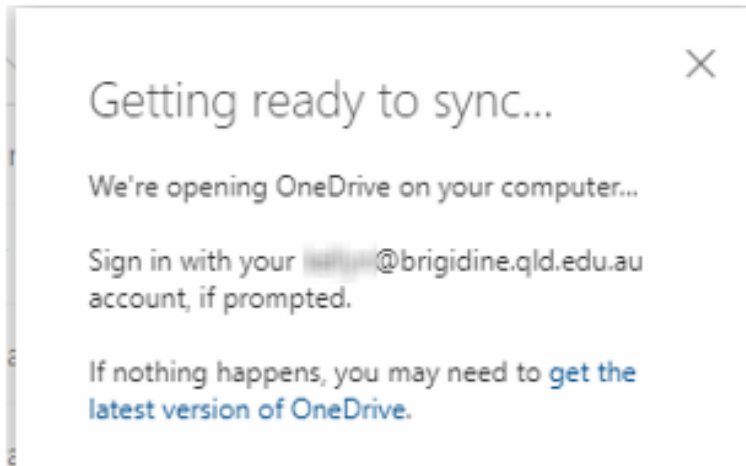 Getting ready to sync...
We're opening OneDrive on your computer...
Sign in with your @brigidine.qld.edu.au
account, if prompted.
If nothing happens, you may need to get the
latest version of OneDrive.